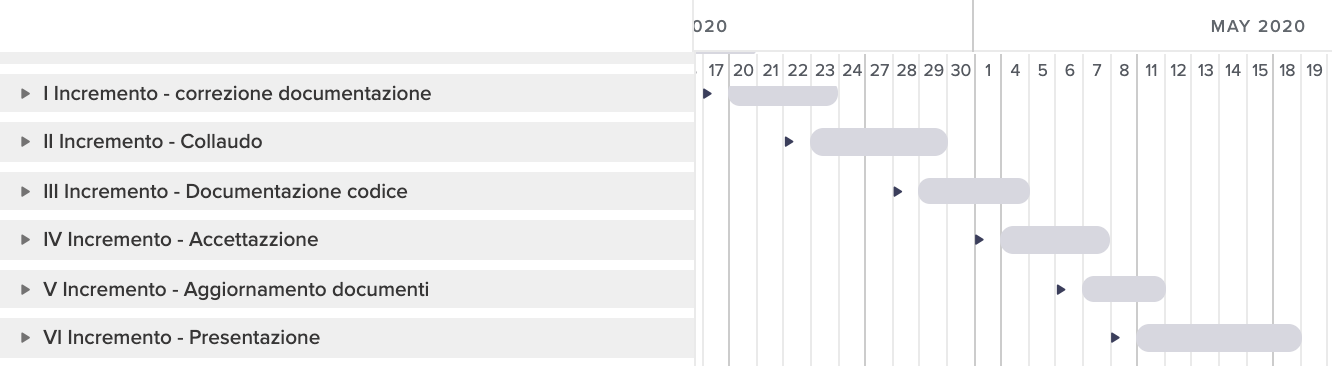 020 MAY 2020
17 20 21 22 23 24 27 28 29 30 1 4 5 6 7 8 11 12 13 14 15 18 19
I Incremento - correzione documentazione
II Incremento - Collaudo
III Incremento - Documentazione codice
IV Incremento - Accettazzione
V Incremento - Aggiornamento documenti
VI Incremento - Presentazione